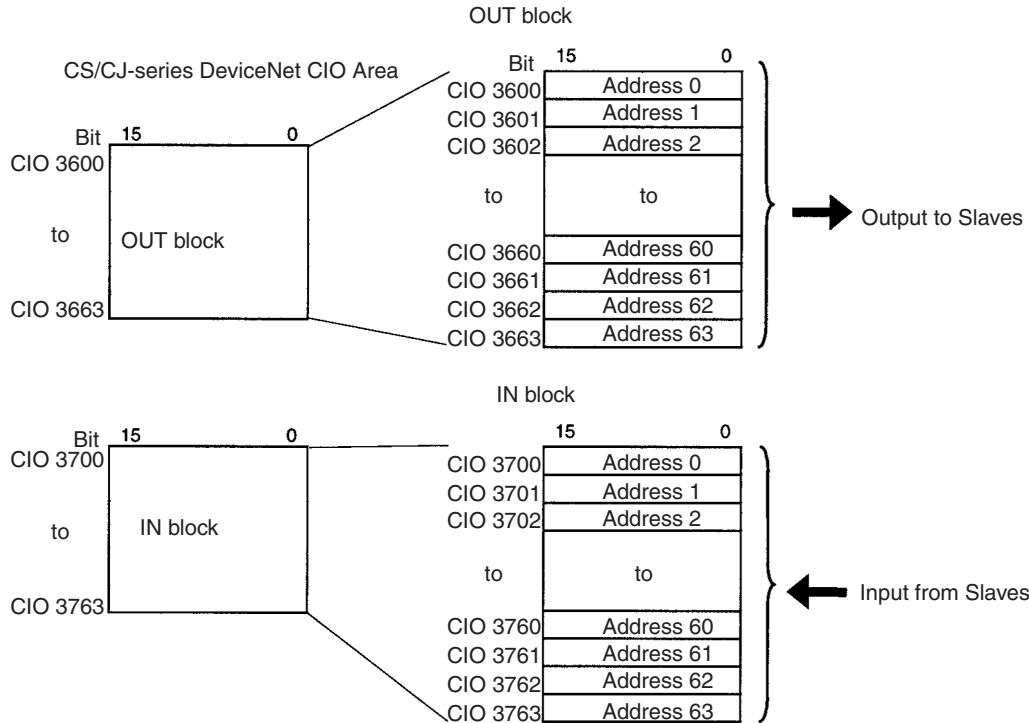 OUT block
CS/CJ-series DeviceNet CIO Area
Bit 15 0
CIO 3600
to
OUT block
CIO 3663
Bit 15 0
CIO 3600 Address 0
CIO 3601 Address 1
CIO 3602 Address 2
to to
CIO 3660 Address 60
CIO 3661 Address 61
CIO 3662 Address 62
CIO 3663 Address 63
Output to Slaves
IN block
Bit 15 0
CIO 3700
to
IN block
CIO 3763
15 0
CIO 3700 Address 0
CIO 3701 Address 1
CIO 3702 Address 2
to to
CIO 3760 Address 60
CIO 3761 Address 61
CIO 3762 Address 62
CIO 3763 Address 63
Input from Slaves